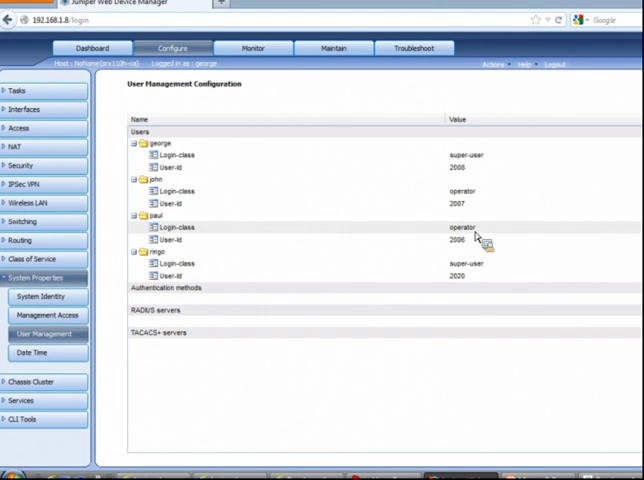 Juniper Web Device Manager
192.168.1.8/login
Google
Dashboard
Configure
Monitor
Maintain
Troubleshoot
Logged in as: george
Actions
Help
Logout
Tasks
Interfaces
Access
NAT
Security
IPSec VPN
Wireless LAN
Switching
Routing
Class of Service
System Properties
System Identity
Management Access
User Management
Date Time
Chassis Cluster
Services
CLI Tools
User Management Configuration
Name Value
Users
george
Login-class super-user
User-Id 2008
john
Login-class operator
User-Id 2007
paul
Login-class operator
User-Id 2006
ringo
Login-class super-user
User-Id 2020
Authentication methods
RADIUS servers
TACACS+ servers